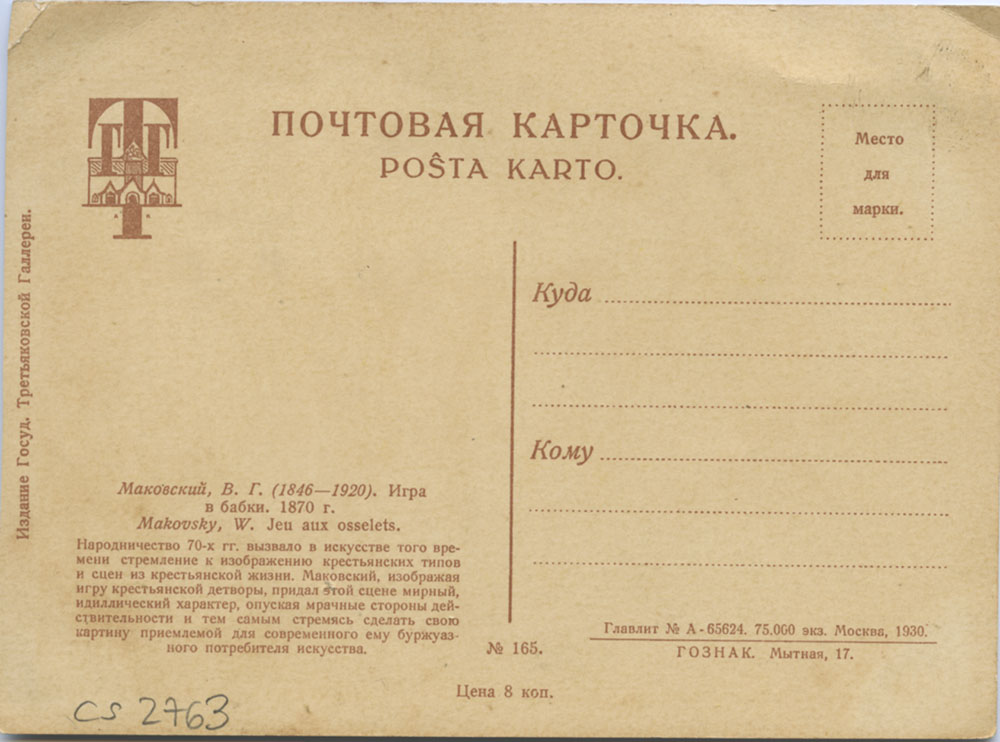 ТГГ
ПОЧТОВАЯ КАРТОЧКА.
POŜTA KARTO.
Место
для
марки.
Издание Госуд. Третьяковской Галлереи.
Куда
Кому
Маковский, В. Г. (1846—1920). Игра
в бабки. 1870 г.
Makovsky, W. Jeu aux osselets.
Народничество 70-х гг. вызвало в искусстве того вре-
мени стремление к изображению крестьянских типов
и сцен из крестьянской жизни. Маковский, изображая
игру крестьянской детворы, придал этой сцене мирный,
идиллический характер, опуская мрачные стороны дей-
ствительности и тем самым стремясь сделать свою
картину приемлемой для современного ему буржуаз-
ного потребителя искусства.
№ 165.
Главлит № А-65624. 75.000 экз. Москва, 1930.
ГОЗНАК. Мытная, 17.
Цена 8 коп.
CS 2763